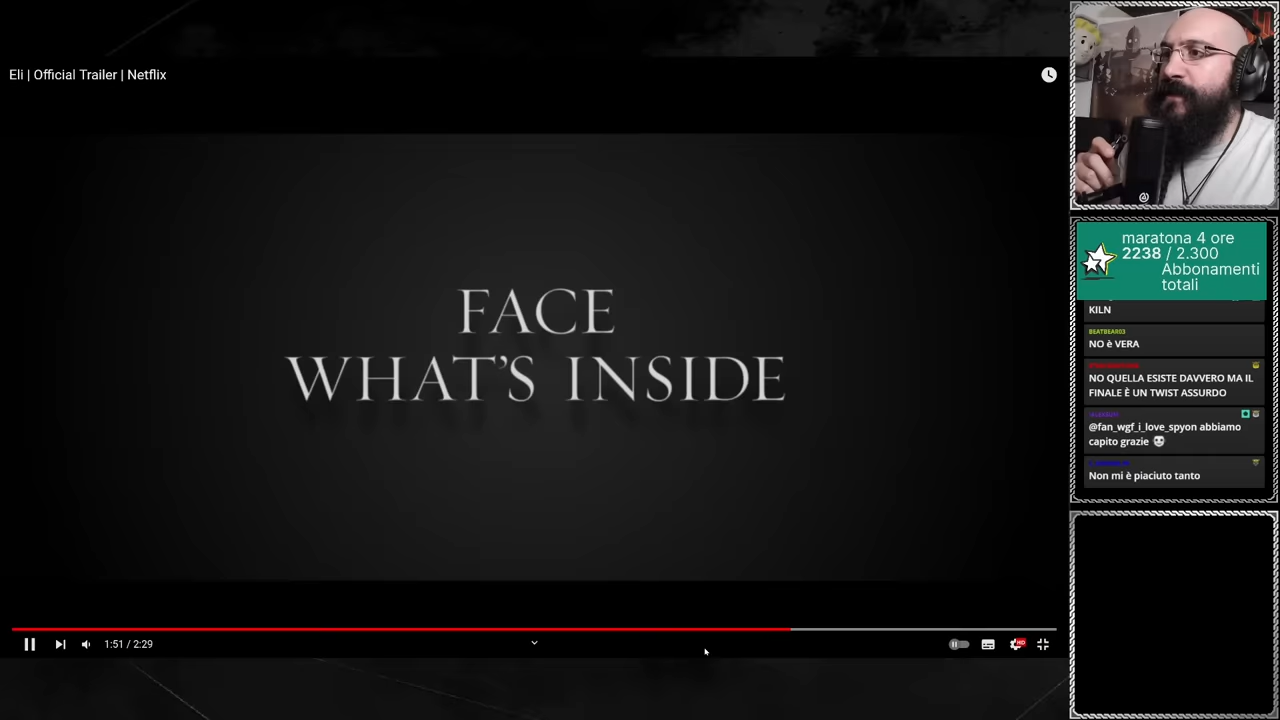 Eli | Official Trailer | Netflix
FACE
WHAT'S INSIDE
1:51 / 2:29
HD
maratona 4 ore
2238 / 2.300
Abbonamenti
totali
KILN
BEATBEAR03
NO è VERA
NO QUELLA ESISTE DAVVERO MA IL
FINALE È UN TWIST ASSURDO
@fan_wgf_i_love_spyon abbiamo
capito grazie
Non mi è piaciuto tanto